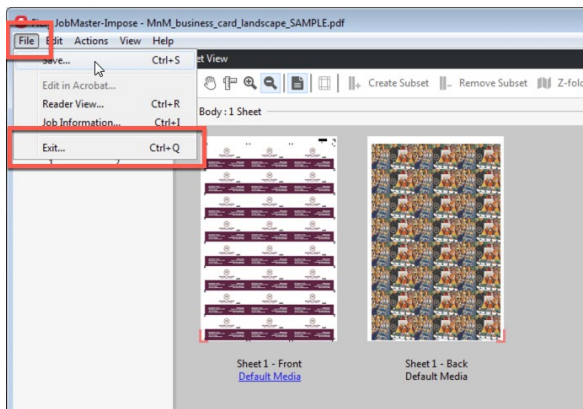 JobMaster-Impose - MnM_business_card_landscape_SAMPLE.pdf
File Edit Actions View Help
Save... Ctrl+S
Edit in Acrobat...
Reader View... Ctrl+R
Job Information... Ctrl+I
Exit... Ctrl+Q
et View
Create Subset Remove Subset Z-fol
Body : 1 Sheet
Sheet 1 - Front
Default Media
Sheet 1 - Back
Default Media